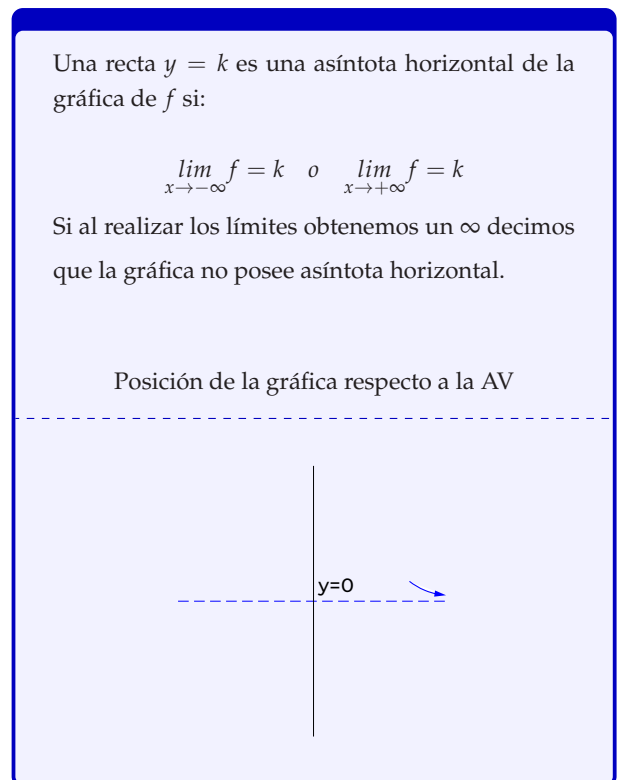 Una recta y = k es una asíntota horizontal de la
gráfica de f si:
lim f = k o lim f = k
x→−∞ x→+∞
Si al realizar los límites obtenemos un ∞ decimos
que la gráfica no posee asíntota horizontal.
Posición de la gráfica respecto a la AV
y=0